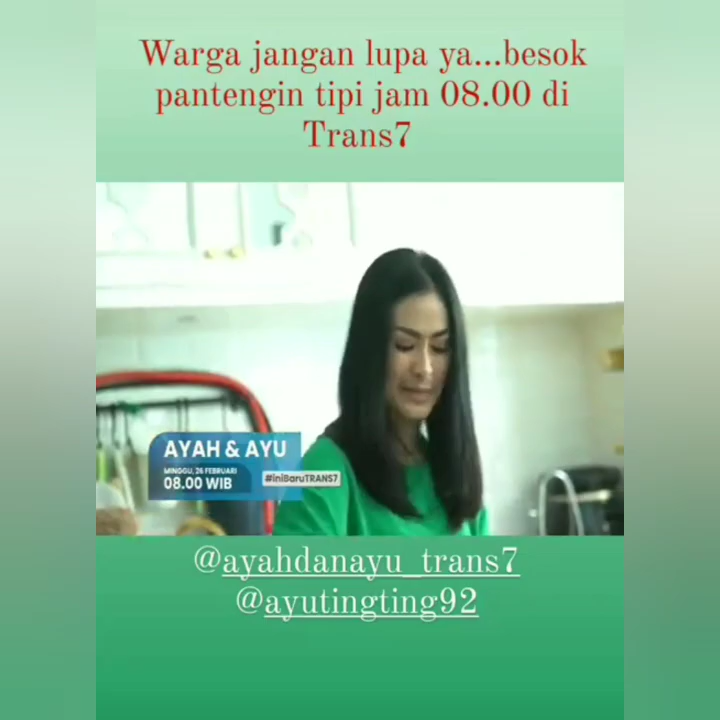 Warga jangan lupa ya...besok
pantengin tipi jam 08.00 di
Trans7
AYAH & AYU
MINGGU, 26 FEBRUARI
08.00 WIB
#iniBaruTRANS7
@ayahdanayu_trans7
@ayutingting92